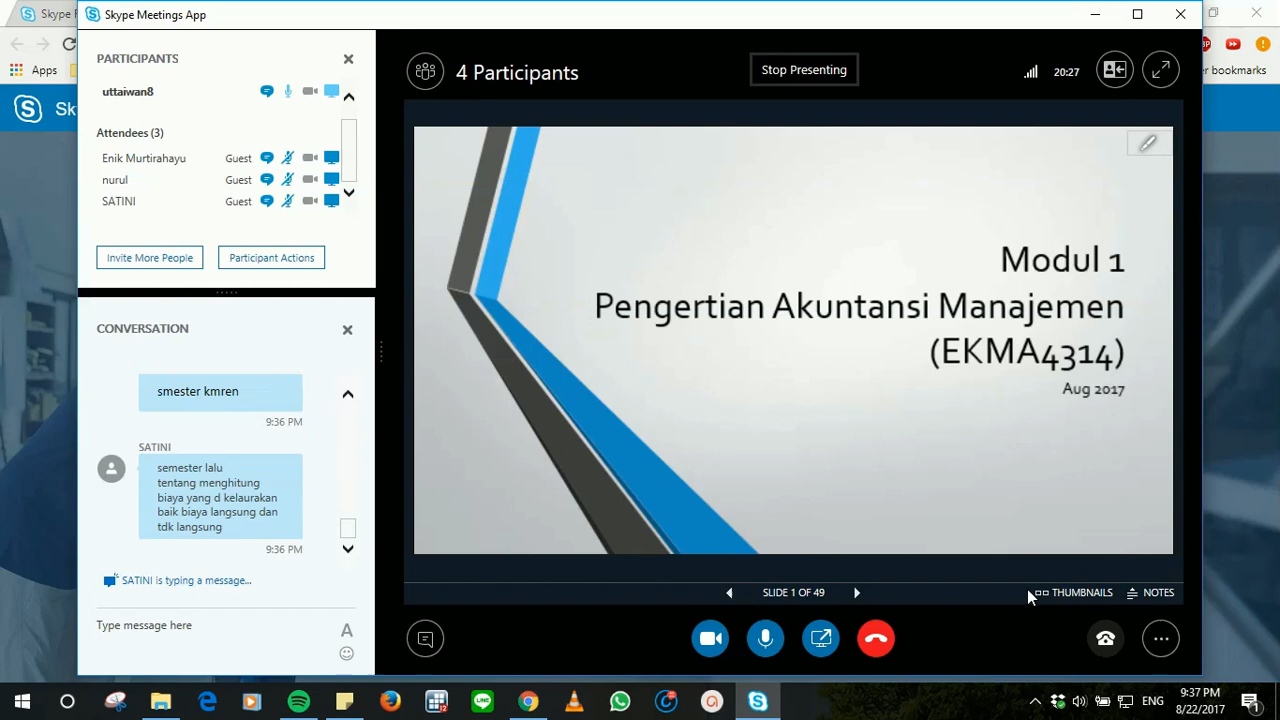 Skype
Skype Meetings App
Apps
er bookmarks
Sk
PARTICIPANTS
uttaiwan8
Attendees (3)
Enik Murtirahayu Guest
nurul Guest
SATINI Guest
Invite More People Participant Actions
CONVERSATION
smester kmren
9:36 PM
SATINI
semester lalu
tentang menghitung
biaya yang d kelaurakan
baik biaya langsung dan
tdk langsung
9:36 PM
SATINI is typing a message...
Type message here
A
4 Participants
Stop Presenting
20:27
Modul 1
Pengertian Akuntansi Manajemen
(EKMA4314)
Aug 2017
SLIDE 1 OF 49
THUMBNAILS NOTES
ENG
9:37 PM
8/22/2017